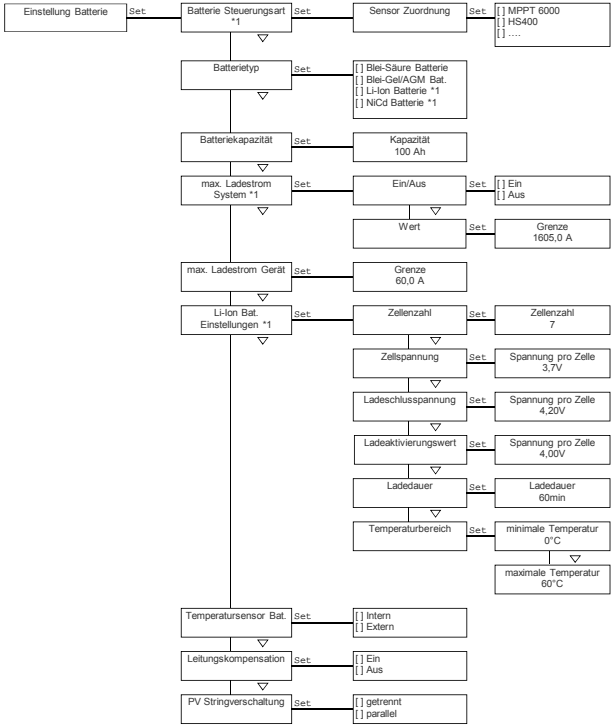 Einstellung Batterie
Set
Batterie Steuerungsart
*1
Set
Sensor Zuordnung
Set
[ ] MPPT 6000
[ ] HS400
[ ] ....
Batterietyp
Set
[ ] Blei-Säure Batterie
[ ] Blei-Gel/AGM Bat.
[ ] Li-Ion Batterie *1
[ ] NiCd Batterie *1
Batteriekapazität
Set
Kapazität
100 Ah
max. Ladestrom
System *1
Set
Ein/Aus
Set
[ ] Ein
[ ] Aus
Wert
Set
Grenze
1605,0 A
max. Ladestrom Gerät
Set
Grenze
60,0 A
Li-Ion Bat.
Einstellungen *1
Set
Zellenzahl
Set
Zellenzahl
7
Zellspannung
Set
Spannung pro Zelle
3,7V
Ladeschlusspannung
Set
Spannung pro Zelle
4,20V
Ladeaktivierungswert
Set
Spannung pro Zelle
4,00V
Ladedauer
Set
Ladedauer
60min
Temperaturbereich
Set
minimale Temperatur
0°C
maximale Temperatur
60°C
Temperatursensor Bat.
Set
[ ] Intern
[ ] Extern
Leitungskompensation
Set
[ ] Ein
[ ] Aus
PV Stringverschaltung
Set
[ ] getrennt
[ ] parallel